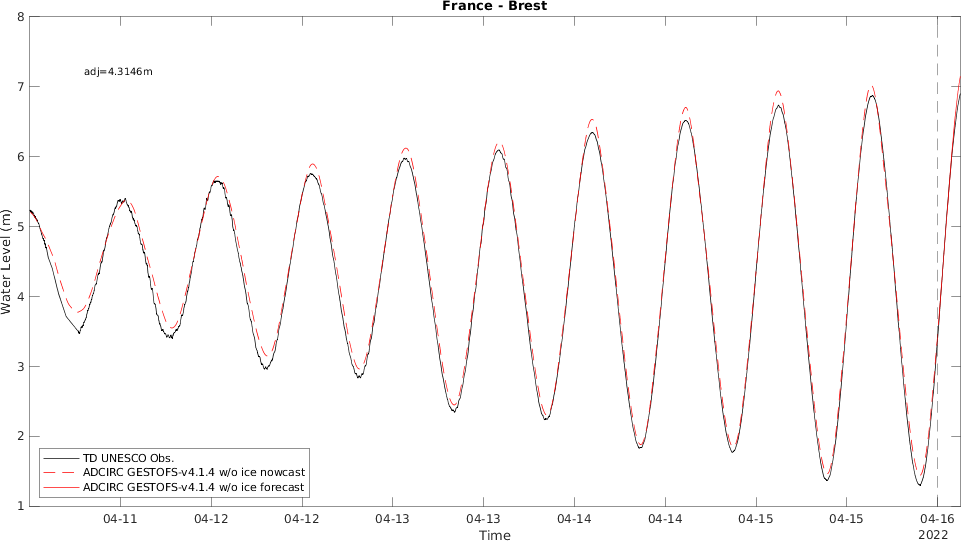 France - Brest
8
adj=4.3146m
7
6
5
4
3
2
1
Water Level (m)
TD UNESCO Obs.
ADCIRC GESTOFS-v4.1.4 w/o ice nowcast
ADCIRC GESTOFS-v4.1.4 w/o ice forecast
04-11 04-12 04-12 04-13 04-13 04-14 04-14 04-15 04-15 04-16
2022
Time